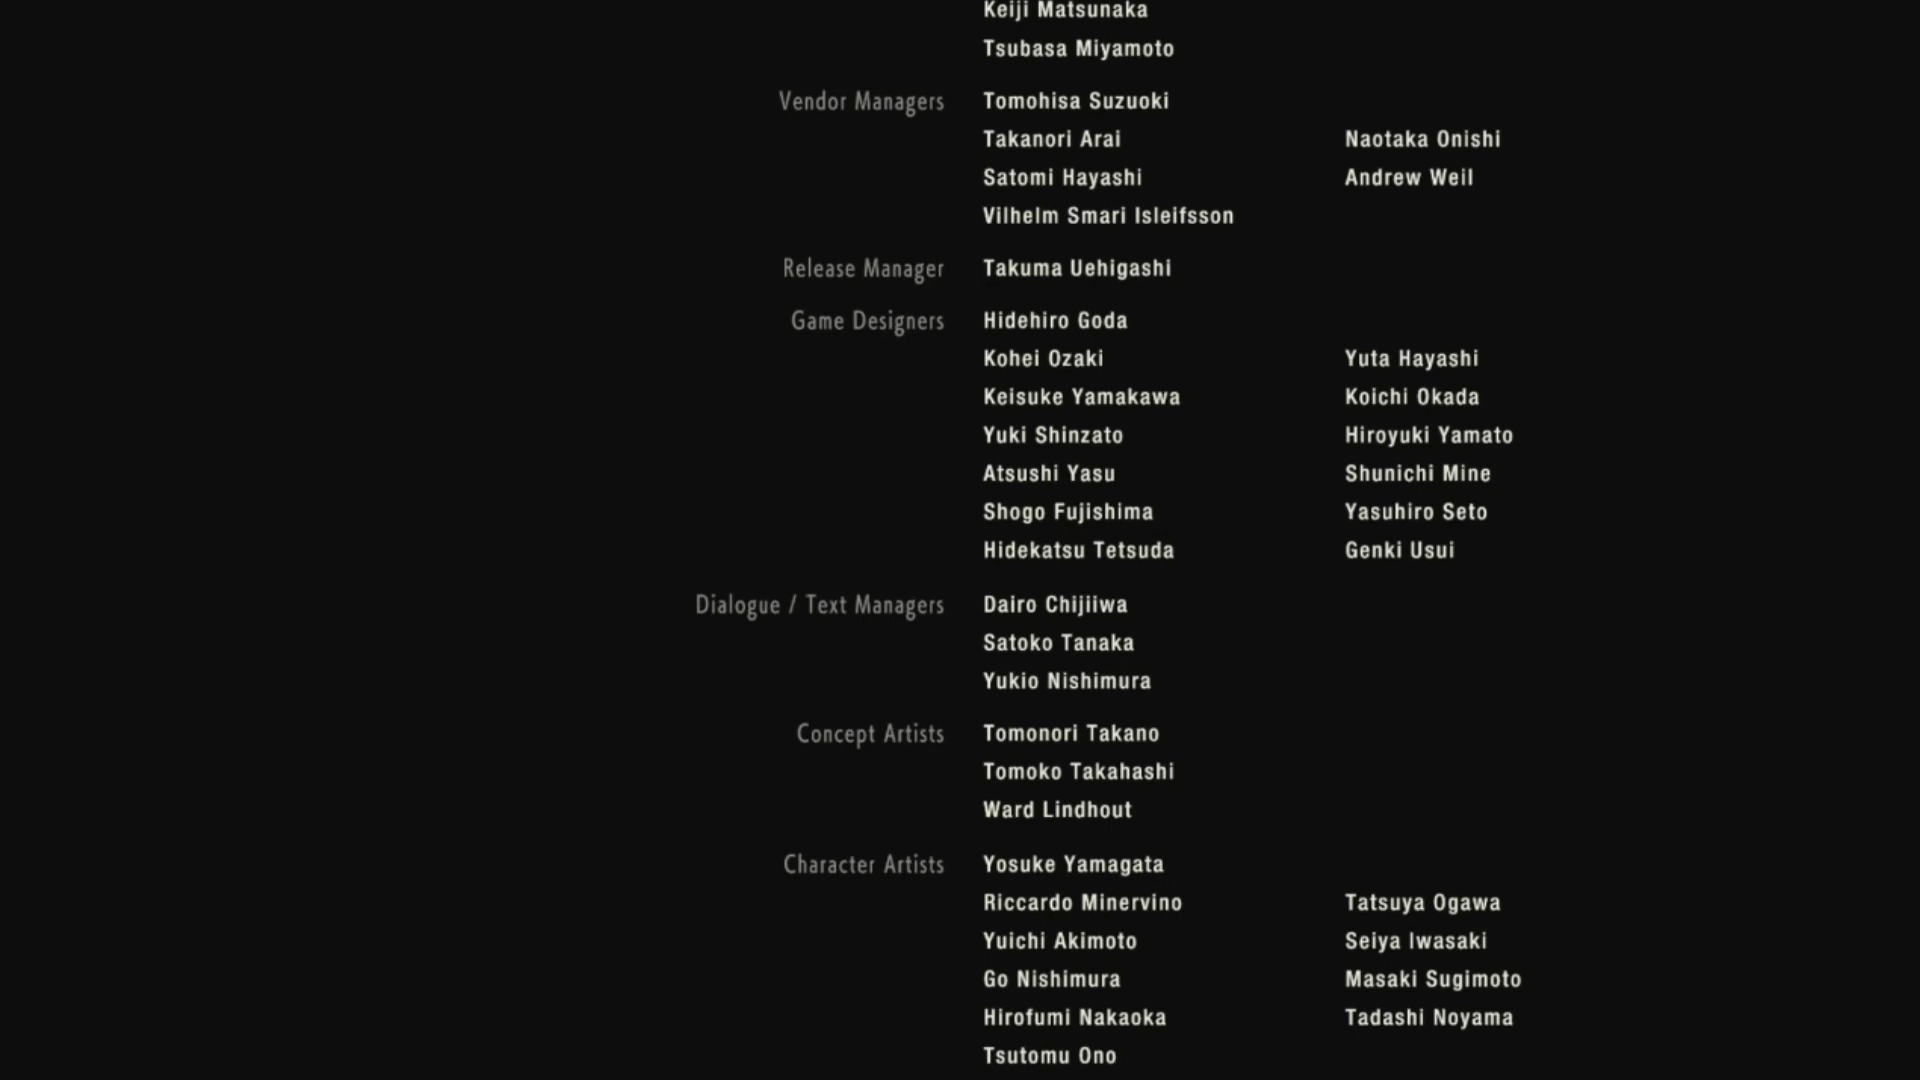 Keiji Matsunaka
Tsubasa Miyamoto
Vendor Managers Tomohisa Suzuoki
Takanori Arai Naotaka Onishi
Satomi Hayashi Andrew Weil
Vilhelm Smari Isleifsson
Release Manager Takuma Uehigashi
Game Designers Hidehiro Goda
Kohei Ozaki Yuta Hayashi
Keisuke Yamakawa Koichi Okada
Yuki Shinzato Hiroyuki Yamato
Atsushi Yasu Shunichi Mine
Shogo Fujishima Yasuhiro Seto
Hidekatsu Tetsuda Genki Usui
Dialogue / Text Managers Dairo Chijiiwa
Satoko Tanaka
Yukio Nishimura
Concept Artists Tomonori Takano
Tomoko Takahashi
Ward Lindhout
Character Artists Yosuke Yamagata
Riccardo Minervino Tatsuya Ogawa
Yuichi Akimoto Seiya Iwasaki
Go Nishimura Masaki Sugimoto
Hirofumi Nakaoka Tadashi Noyama
Tsutomu Ono